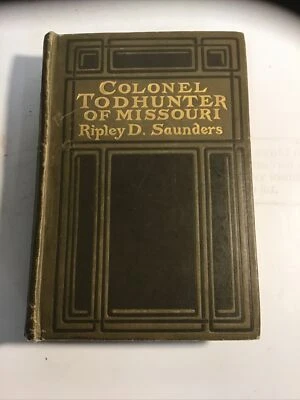 COLONEL
TODHUNTER
OF MISSOURI
Ripley D. Saunders